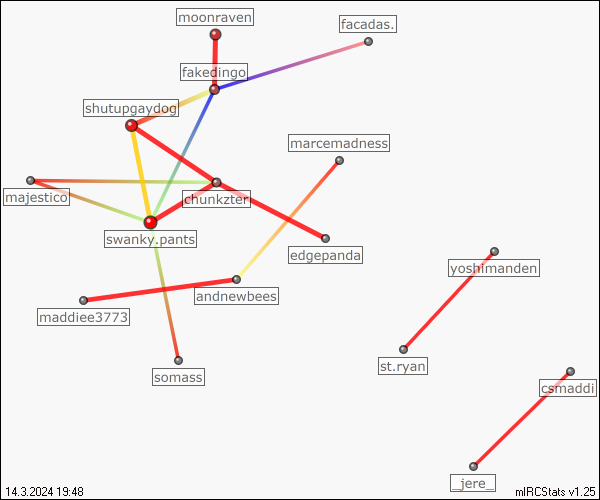 moonraven
facadas.
fakedingo
shutupgaydog
marcemadness
majestico
chunkzter
swanky.pants
edgepanda
yoshimanden
andnewbees
maddiee3773
st.ryan
somass
csmaddi
_jere_
14.3.2024 19:48
mIRCStats v1.25